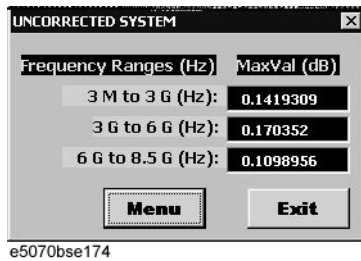 UNCORRECTED SYSTEM
Frequency Ranges (Hz) MaxVal (dB)
3 M to 3 G (Hz): 0.1419309
3 G to 6 G (Hz): 0.170352
6 G to 8.5 G (Hz): 0.1098956
Menu Exit
e5070bse174